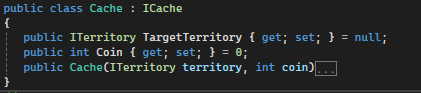 public class Cache : ICache
{
public ITerritory TargetTerritory { get; set; } = null;
public int Coin { get; set; } = 0;
public Cache(ITerritory territory, int coin)...
}